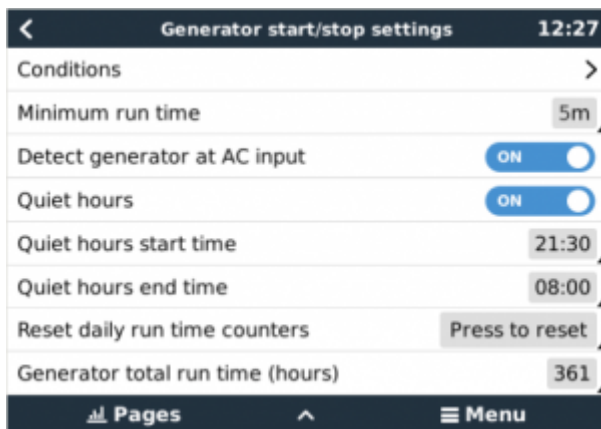 Generator start/stop settings 12:27
Conditions
Minimum run time 5m
Detect generator at AC input ON
Quiet hours ON
Quiet hours start time 21:30
Quiet hours end time 08:00
Reset daily run time counters Press to reset
Generator total run time (hours) 361
Pages Menu